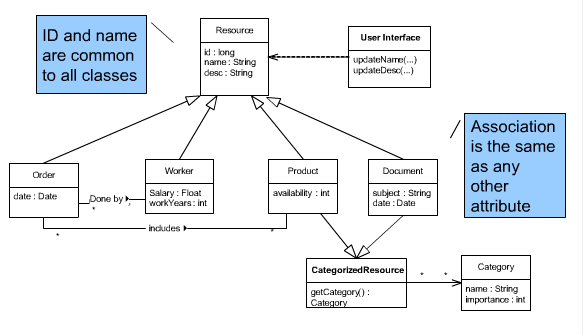 ID and name
are common
to all classes
Resource
id : long
name : String
desc : String
User Interface
updateName(...)
updateDesc(...)
Association
is the same
as any
other
attribute
Order
date : Date
Done by
*
*
Worker
Salary : Float
workYears : int
Product
availability : int
Document
subject : String
date : Date
*
includes
*
CategorizedResource
getCategory() :
Category
*
*
Category
name : String
importance : int